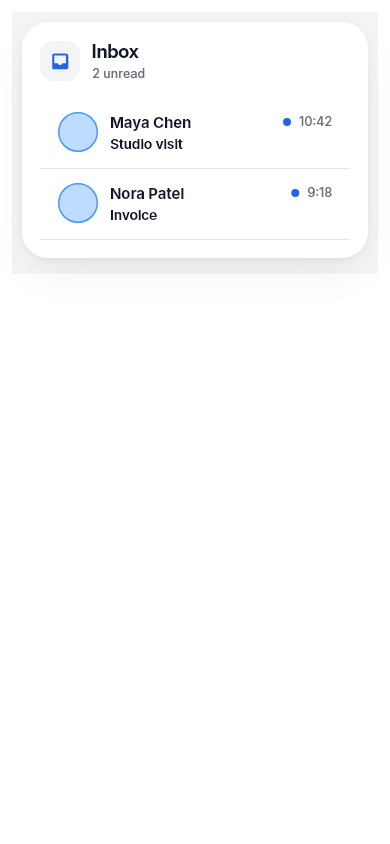 Inbox
2 unread
Maya Chen
10:42
Studio visit
Nora Patel
9:18
Invoice